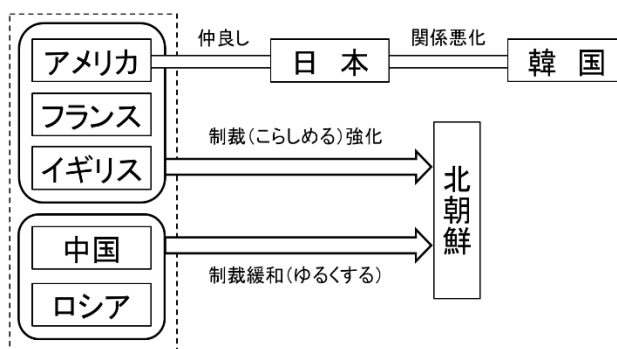 アメリカ
仲良し
日本
関係悪化
韓国
フランス
イギリス
制裁(こらしめる)強化
北朝鮮
中国
制裁緩和(ゆるくする)
ロシア